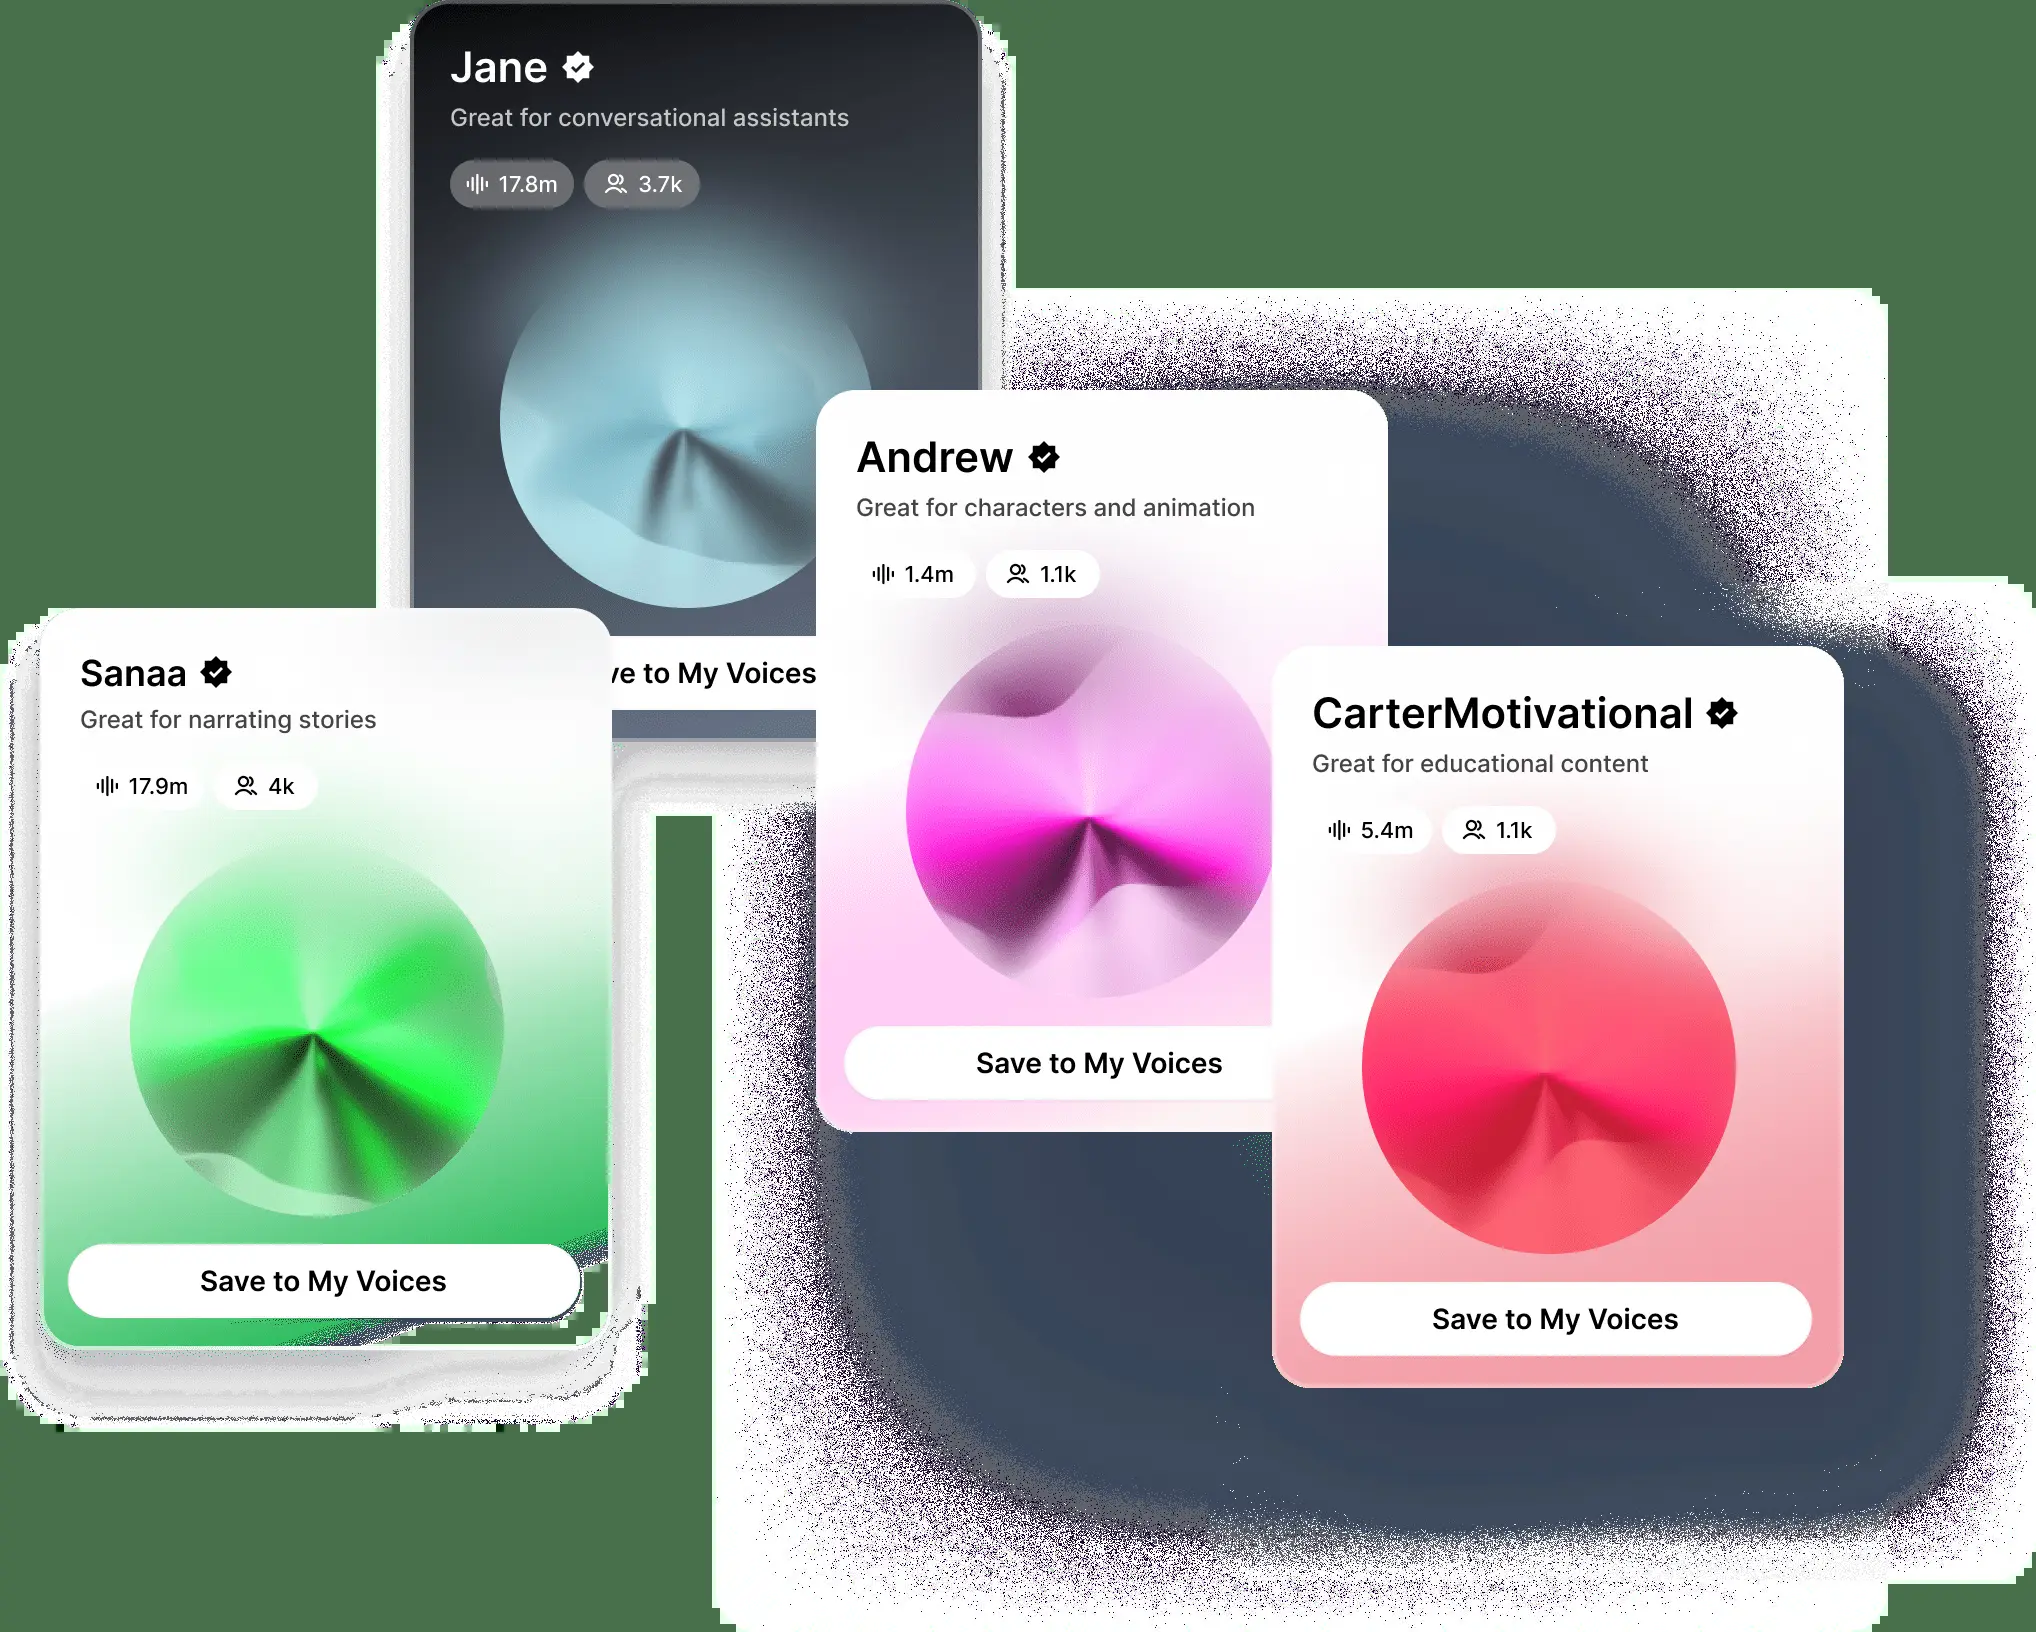 Jane
Great for conversational assistants
17.8m 3.7k
to My Voices
Andrew
Great for characters and animation
1.4m 1.1k
Save to My Voices
Sanaa
Great for narrating stories
17.9m 4k
Save to My Voices
CarterMotivational
Great for educational content
5.4m 1.1k
Save to My Voices